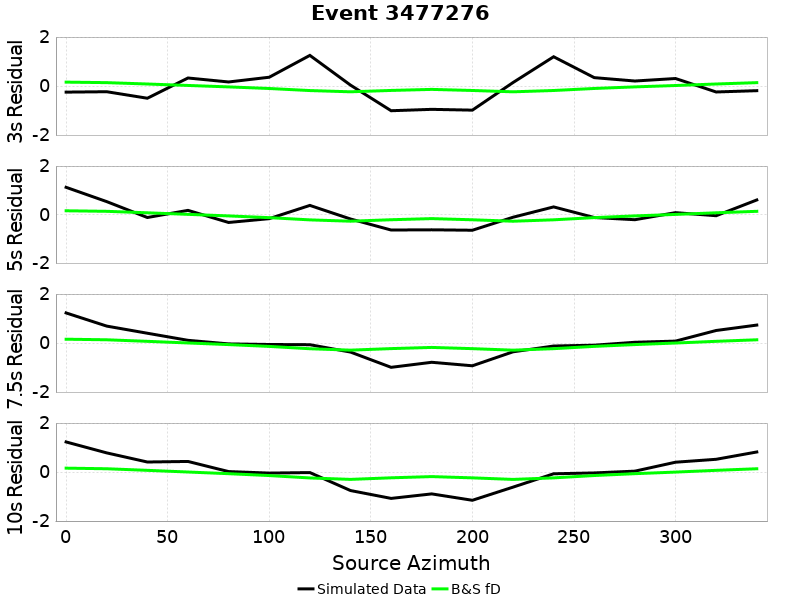 Event 3477276
3s Residual
2
0
-2
5s Residual
2
0
-2
7.5s Residual
2
0
-2
10s Residual
2
0
-2
0 50 100 150 200 250 300
Source Azimuth
Simulated Data B&S fD